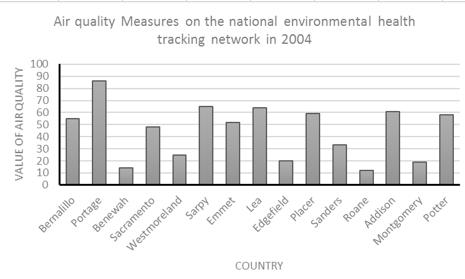 Air quality Measures on the national environmental health
tracking network in 2004
VALUE OF AIR QUALITY
100
90
80
70
60
50
40
30
20
10
0
Bernalillo
Portage
Benewah
Sacramento
Westmoreland
Sarpy
Emmet
Lea
Edgefield
Placer
Sanders
Roane
Addison
Montgomery
Potter
COUNTRY